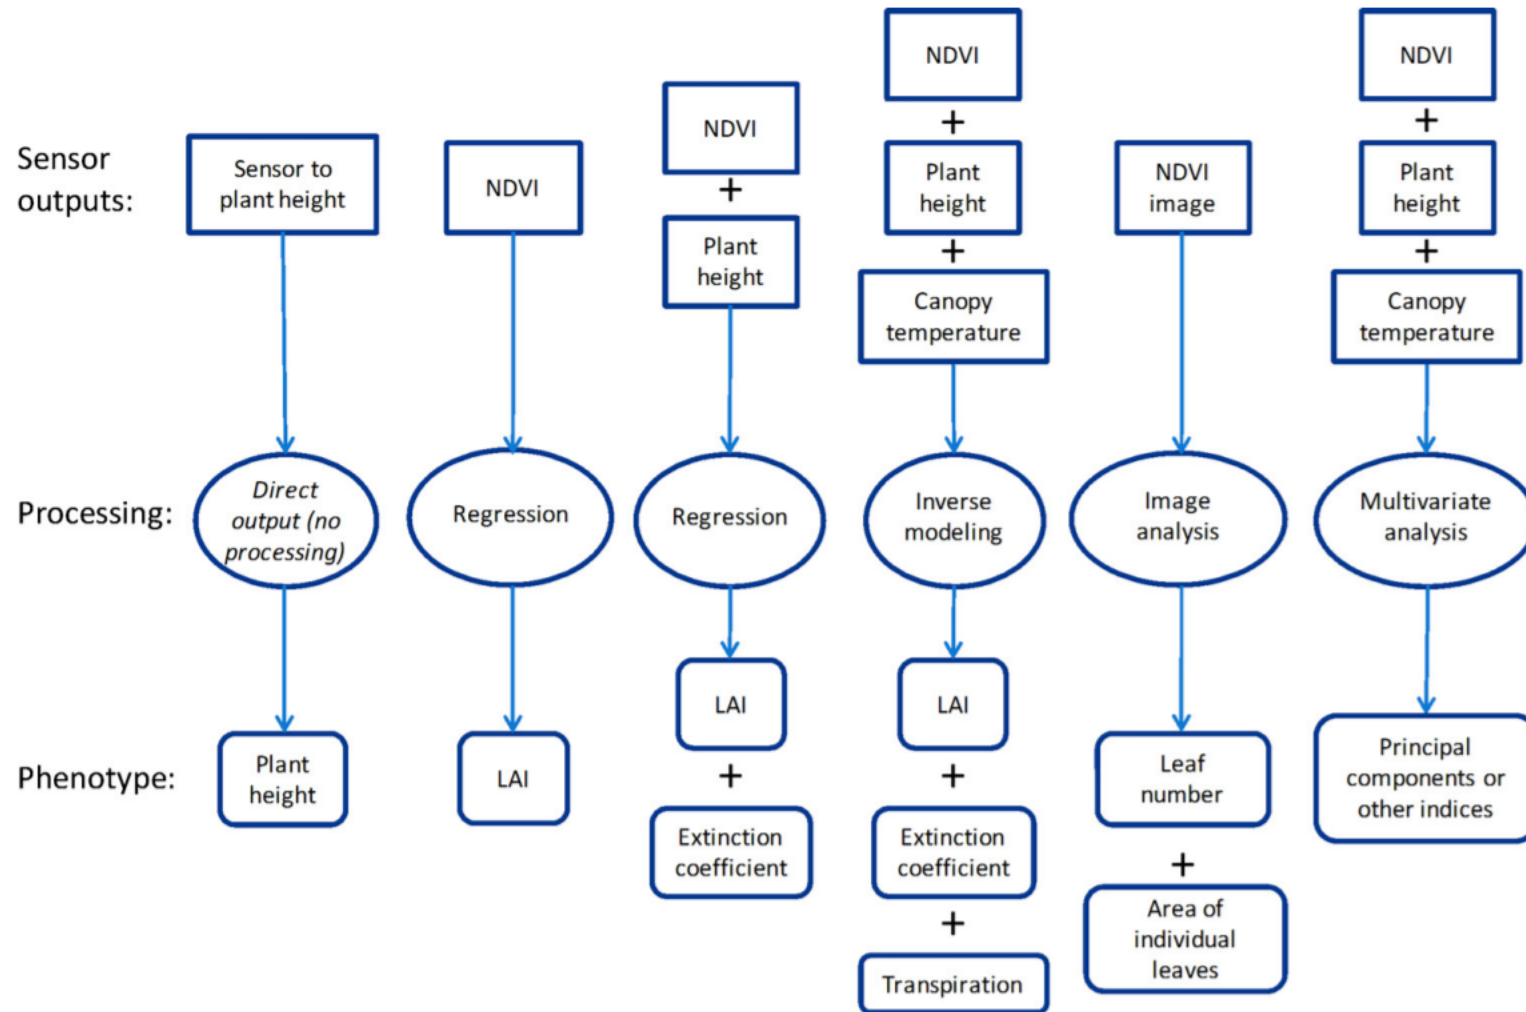 Sensor
outputs:
Sensor to
plant height
NDVI
NDVI
+
Plant
height
NDVI
+
Plant
height
+
Canopy
temperature
NDVI
image
NDVI
+
Plant
height
+
Canopy
temperature
Processing:
Direct
output (no
processing)
Regression
Regression
Inverse
modeling
Image
analysis
Multivariate
analysis
Phenotype:
Plant
height
LAI
LAI
+
Extinction
coefficient
LAI
+
Extinction
coefficient
+
Transpiration
Leaf
number
+
Area of
individual
leaves
Principal
components or
other indices